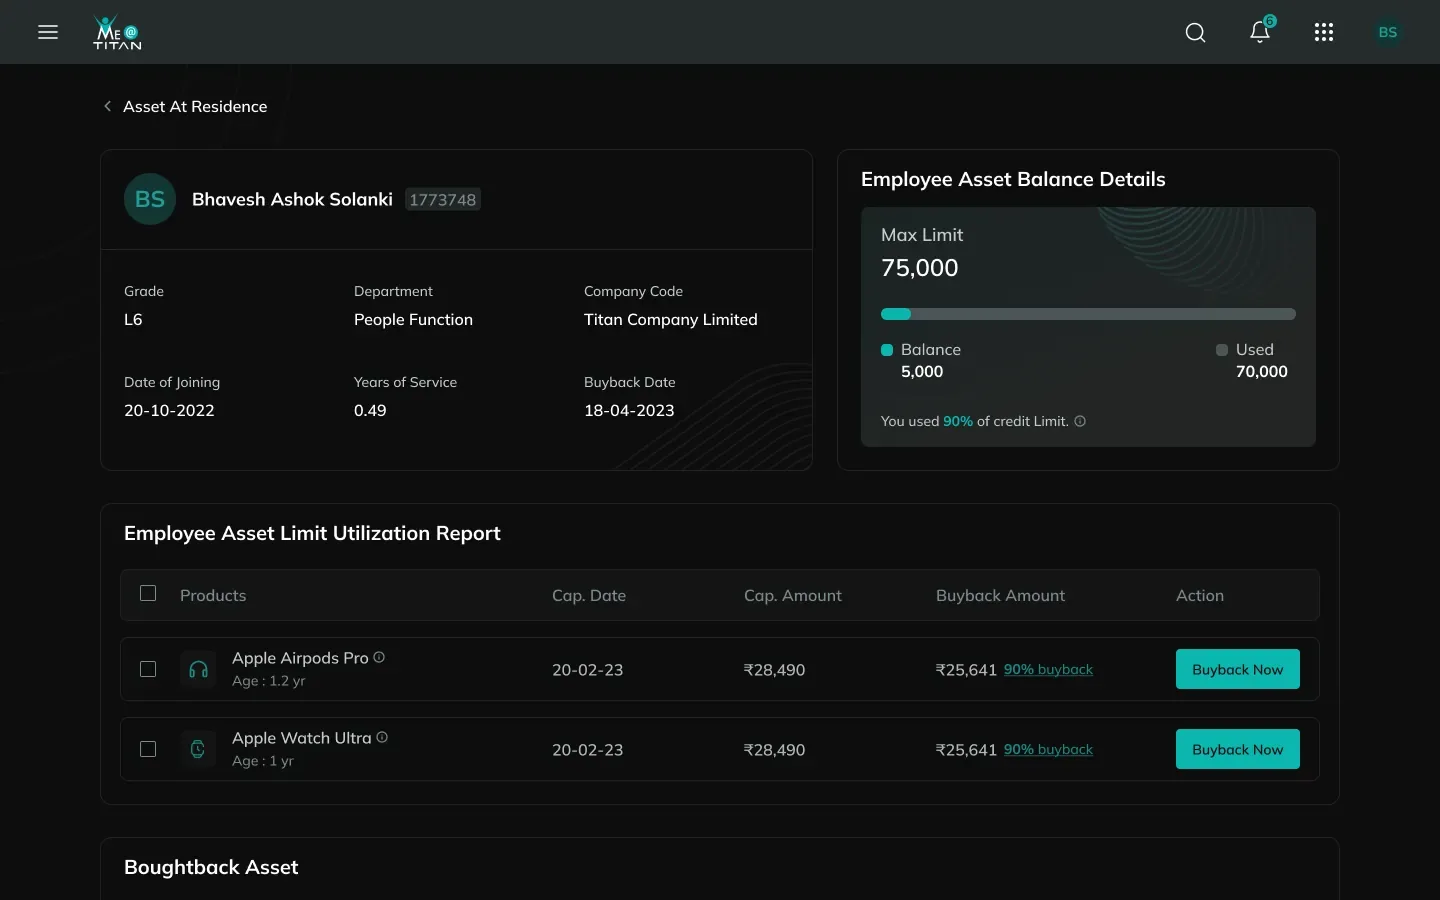 ME@
TITAN
6
BS
Asset At Residence
BS
Bhavesh Ashok Solanki 1773748
Grade
L6
Department
People Function
Company Code
Titan Company Limited
Date of Joining
20-10-2022
Years of Service
0.49
Buyback Date
18-04-2023
Employee Asset Balance Details
Max Limit
75,000
Balance
5,000
Used
70,000
You used 90% of credit Limit.
Employee Asset Limit Utilization Report
Products Cap. Date Cap. Amount Buyback Amount Action
Apple Airpods Pro
Age : 1.2 yr
20-02-23 ₹28,490 ₹25,641 90% buyback Buyback Now
Apple Watch Ultra
Age : 1 yr
20-02-23 ₹28,490 ₹25,641 90% buyback Buyback Now
Boughtback Asset